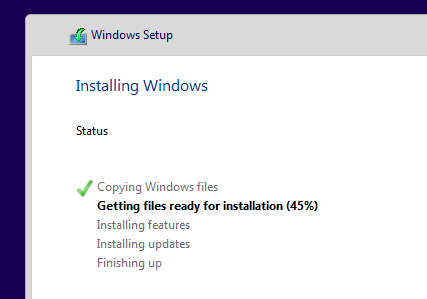 Windows Setup
Installing Windows
Status
Copying Windows files
Getting files ready for installation (45%)
Installing features
Installing updates
Finishing up